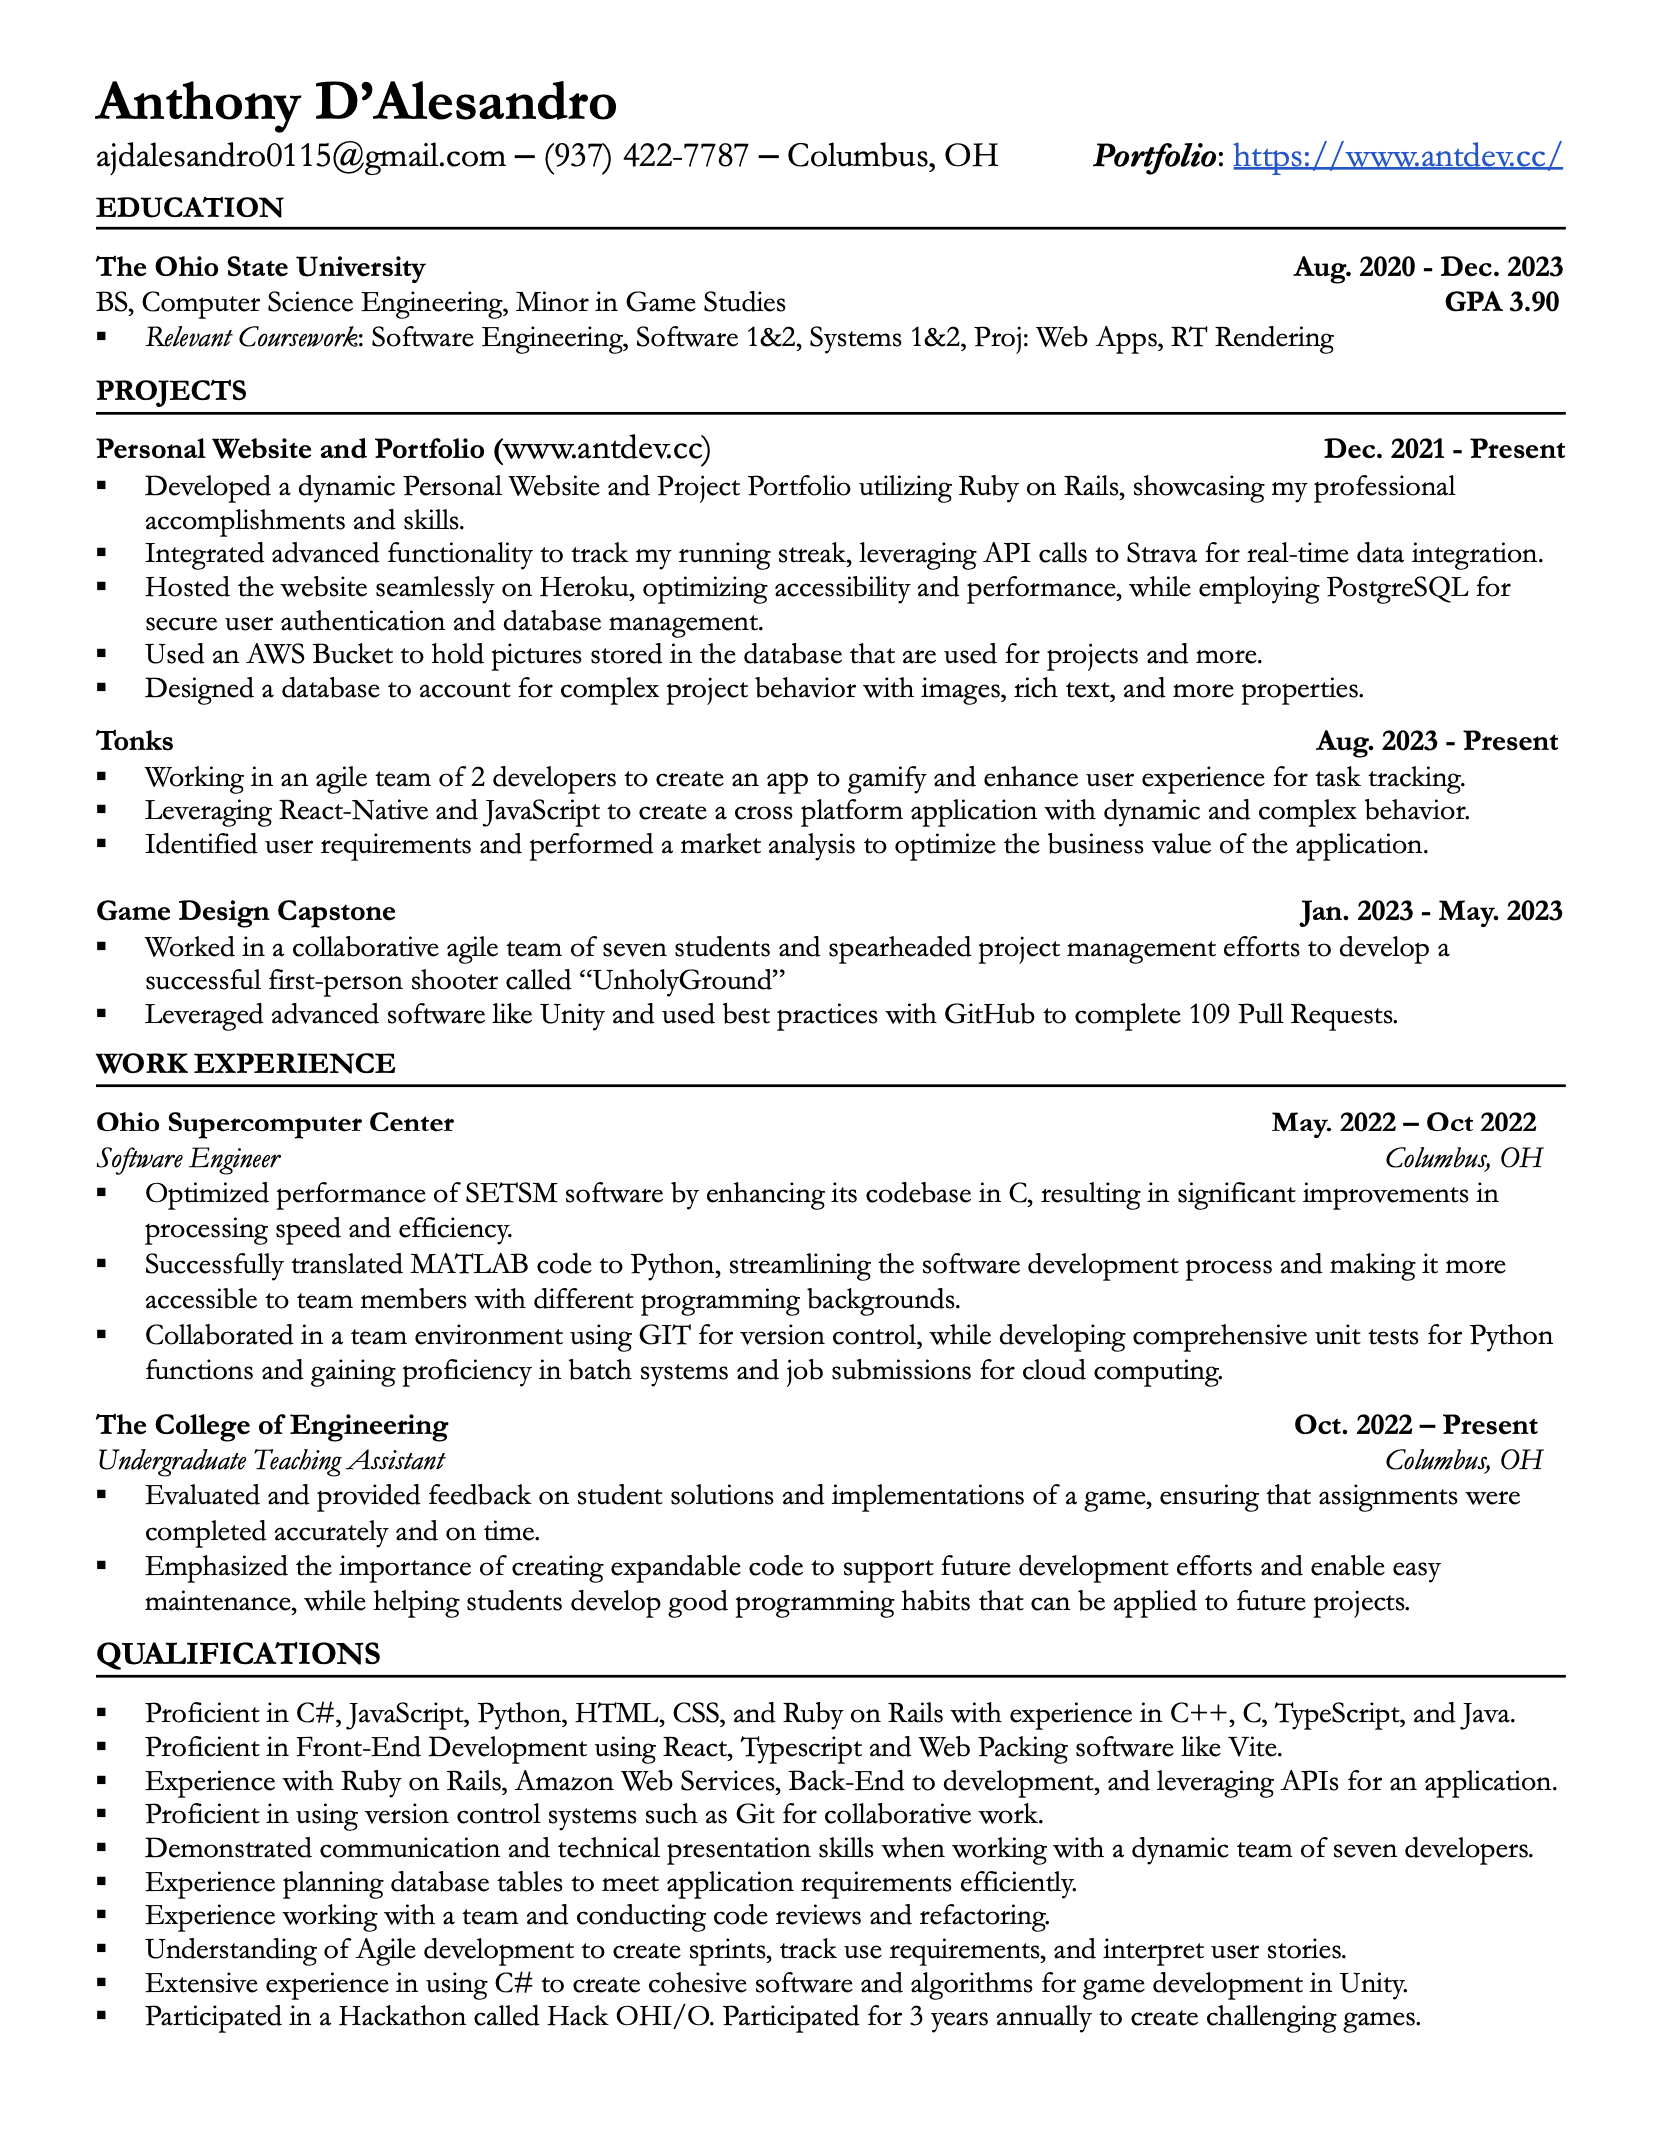 Anthony D’Alesandro
ajdalesandro0115@gmail.com – (937) 422-7787 – Columbus, OH Portfolio: https://www.antdev.cc/
EDUCATION
The Ohio State University Aug. 2020 - Dec. 2023
BS, Computer Science Engineering, Minor in Game Studies GPA 3.90
▪ Relevant Coursework: Software Engineering, Software 1&2, Systems 1&2, Proj: Web Apps, RT Rendering
PROJECTS
Personal Website and Portfolio (www.antdev.cc) Dec. 2021 - Present
▪ Developed a dynamic Personal Website and Project Portfolio utilizing Ruby on Rails, showcasing my professional
accomplishments and skills.
▪ Integrated advanced functionality to track my running streak, leveraging API calls to Strava for real-time data integration.
▪ Hosted the website seamlessly on Heroku, optimizing accessibility and performance, while employing PostgreSQL for
secure user authentication and database management.
▪ Used an AWS Bucket to hold pictures stored in the database that are used for projects and more.
▪ Designed a database to account for complex project behavior with images, rich text, and more properties.
Tonks Aug. 2023 - Present
▪ Working in an agile team of 2 developers to create an app to gamify and enhance user experience for task tracking.
▪ Leveraging React-Native and JavaScript to create a cross platform application with dynamic and complex behavior.
▪ Identified user requirements and performed a market analysis to optimize the business value of the application.
Game Design Capstone Jan. 2023 - May. 2023
▪ Worked in a collaborative agile team of seven students and spearheaded project management efforts to develop a
successful first-person shooter called “UnholyGround”
▪ Leveraged advanced software like Unity and used best practices with GitHub to complete 109 Pull Requests.
WORK EXPERIENCE
Ohio Supercomputer Center May. 2022 – Oct 2022
Software Engineer Columbus, OH
▪ Optimized performance of SETSM software by enhancing its codebase in C, resulting in significant improvements in
processing speed and efficiency.
▪ Successfully translated MATLAB code to Python, streamlining the software development process and making it more
accessible to team members with different programming backgrounds.
▪ Collaborated in a team environment using GIT for version control, while developing comprehensive unit tests for Python
functions and gaining proficiency in batch systems and job submissions for cloud computing.
The College of Engineering Oct. 2022 – Present
Undergraduate Teaching Assistant Columbus, OH
▪ Evaluated and provided feedback on student solutions and implementations of a game, ensuring that assignments were
completed accurately and on time.
▪ Emphasized the importance of creating expandable code to support future development efforts and enable easy
maintenance, while helping students develop good programming habits that can be applied to future projects.
QUALIFICATIONS
▪ Proficient in C#, JavaScript, Python, HTML, CSS, and Ruby on Rails with experience in C++, C, TypeScript, and Java.
▪ Proficient in Front-End Development using React, Typescript and Web Packing software like Vite.
▪ Experience with Ruby on Rails, Amazon Web Services, Back-End to development, and leveraging APIs for an application.
▪ Proficient in using version control systems such as Git for collaborative work.
▪ Demonstrated communication and technical presentation skills when working with a dynamic team of seven developers.
▪ Experience planning database tables to meet application requirements efficiently.
▪ Experience working with a team and conducting code reviews and refactoring.
▪ Understanding of Agile development to create sprints, track use requirements, and interpret user stories.
▪ Extensive experience in using C# to create cohesive software and algorithms for game development in Unity.
▪ Participated in a Hackathon called Hack OHI/O. Participated for 3 years annually to create challenging games.